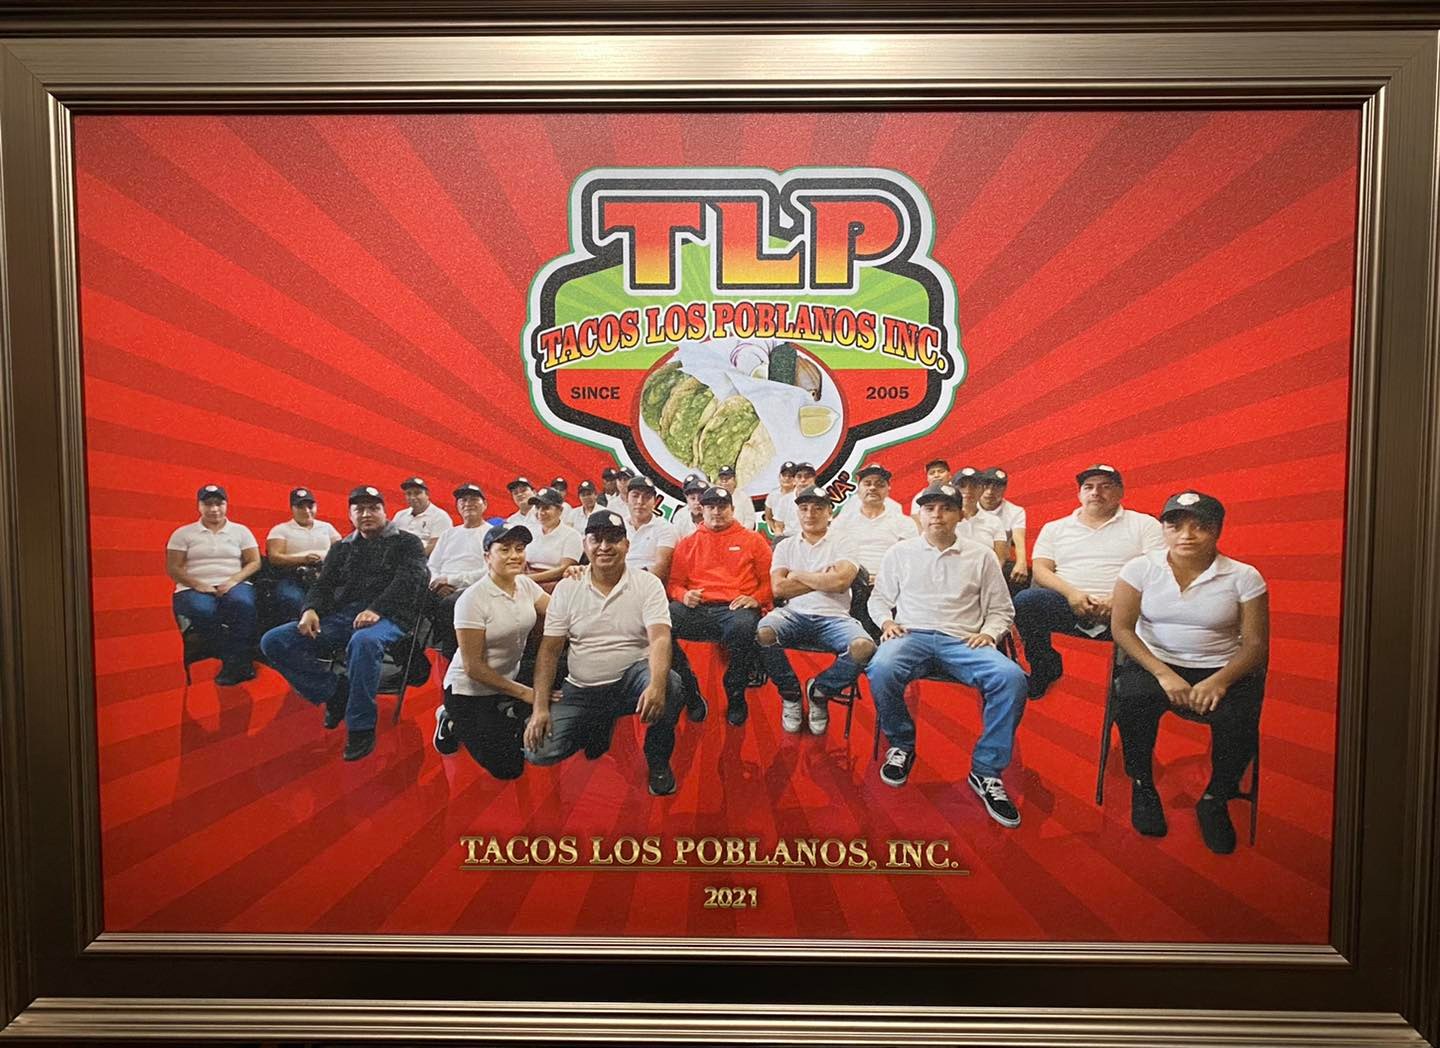 TLP
TACOS LOS POBLANOS INC.
SINCE 2005
TACOS LOS POBLANOS, INC.
2021